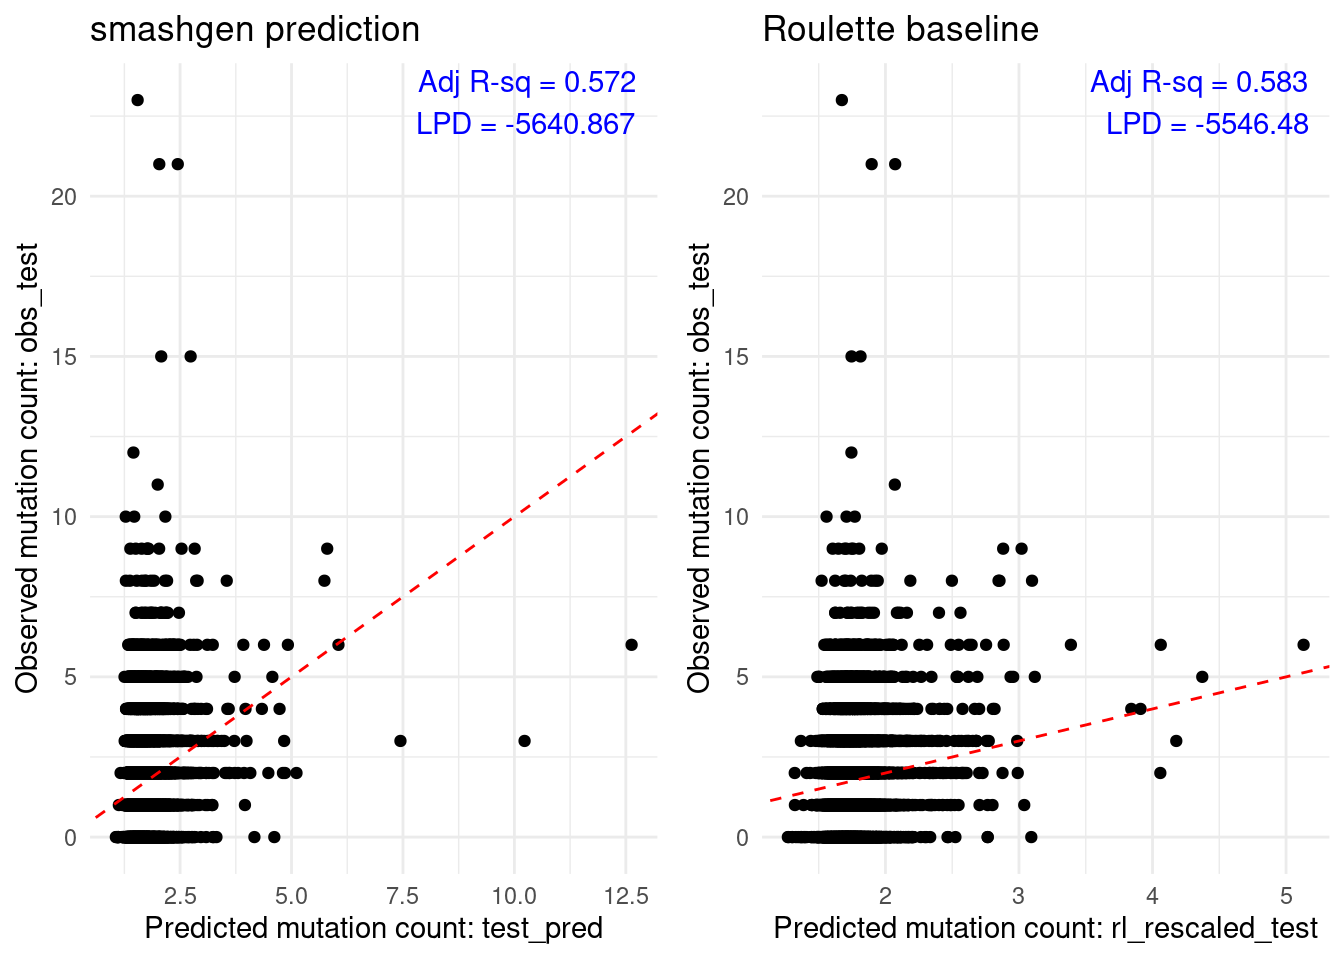 smashgen prediction
Adj R-sq = 0.572
LPD = -5640.867
Observed mutation count: obs_test
20
15
10
5
0
2.5 5.0 7.5 10.0 12.5
Predicted mutation count: test_pred
Roulette baseline
Adj R-sq = 0.583
LPD = -5546.48
Observed mutation count: obs_test
20
15
10
5
0
2 3 4 5
Predicted mutation count: rl_rescaled_test